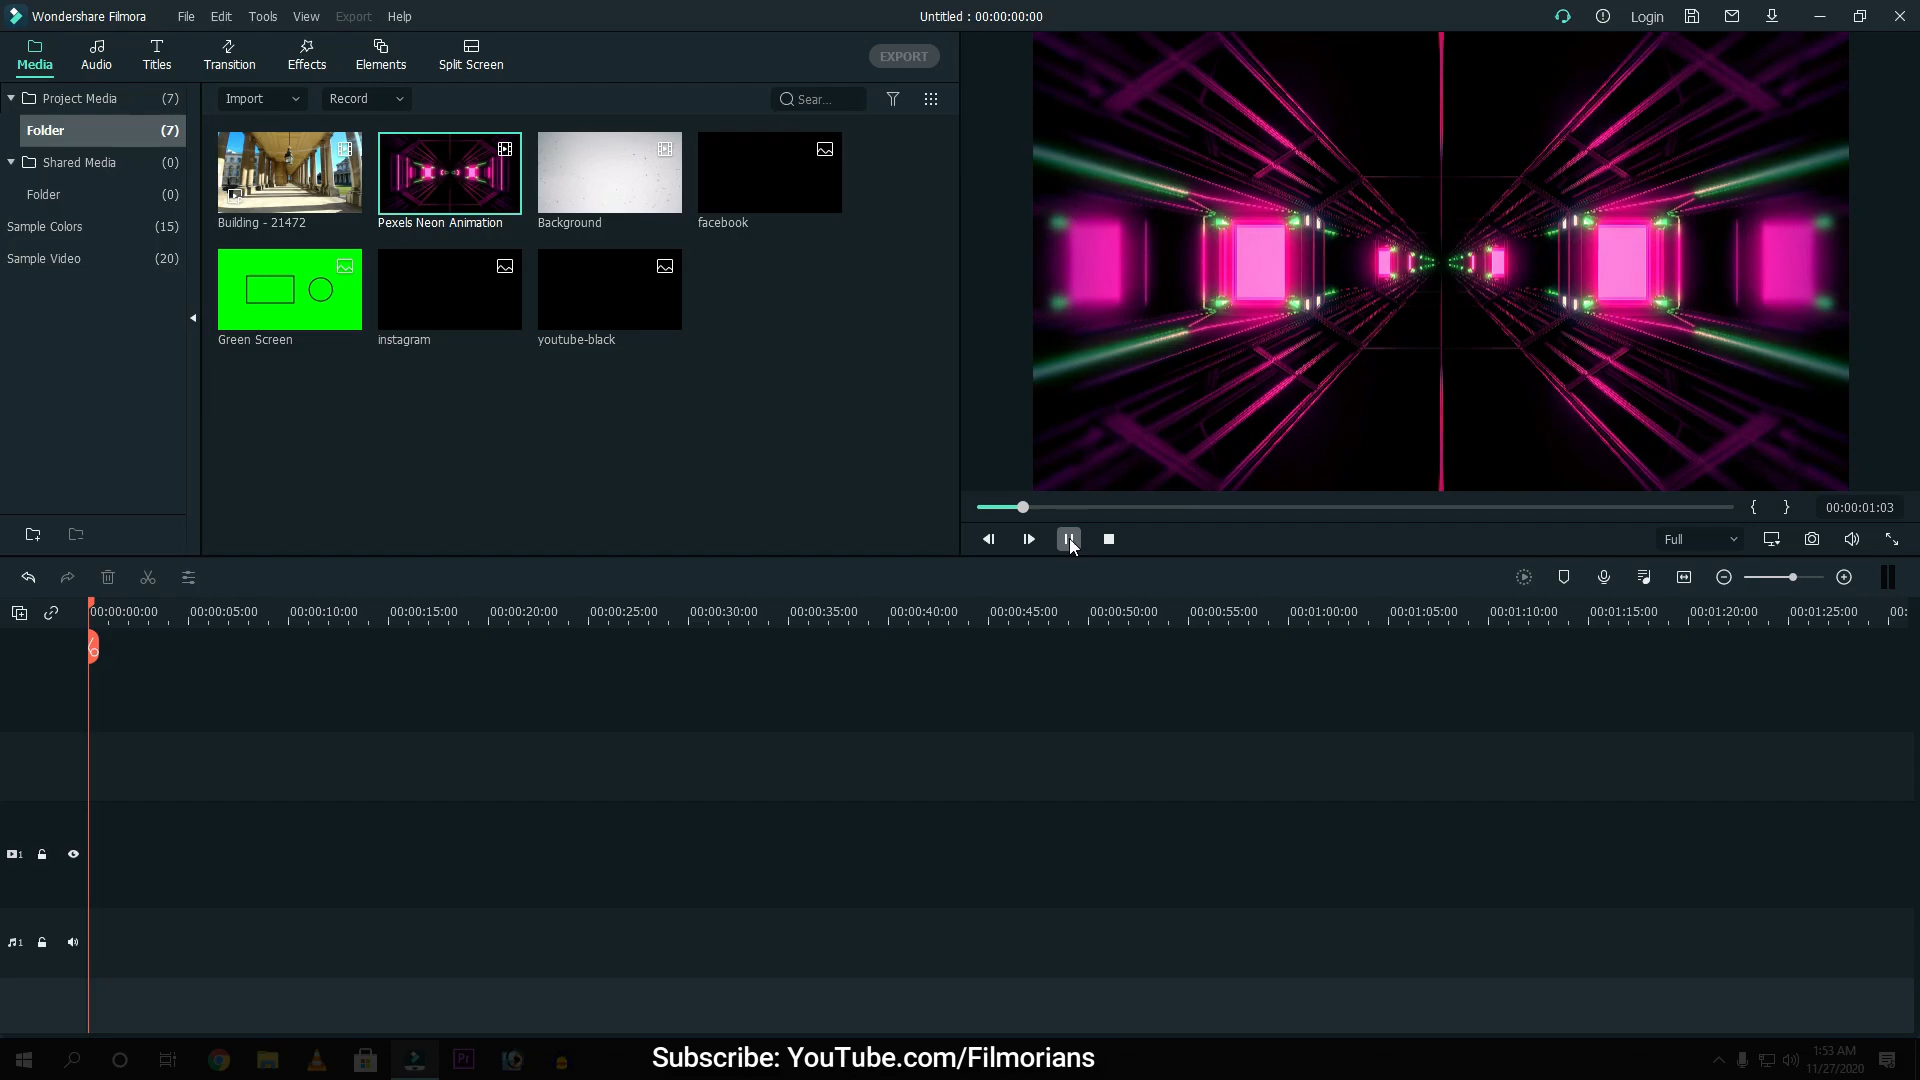 Wondershare Filmora File Edit Tools View Export Help Untitled : 00:00:00:00 Login
Media Audio Titles Transition Effects Elements Split Screen EXPORT
Project Media (7) Import Record Sear...
Folder (7)
Shared Media (0)
Folder (0)
Sample Colors (15)
Sample Video (20)
Building - 21472 Pexels Neon Animation Background facebook
Green Screen instagram youtube-black
{ } 00:00:01:03
Full
00:00:00:00 00:00:05:00 00:00:10:00 00:00:15:00 00:00:20:00 00:00:25:00 00:00:30:00 00:00:35:00 00:00:40:00 00:00:45:00 00:00:50:00 00:00:55:00 00:01:00:00 00:01:05:00 00:01:10:00 00:01:15:00 00:01:20:00 00:01:25:00 00:
1
1
Pr Subscribe: YouTube.com/Filmorians 1:53 AM
11/27/2020